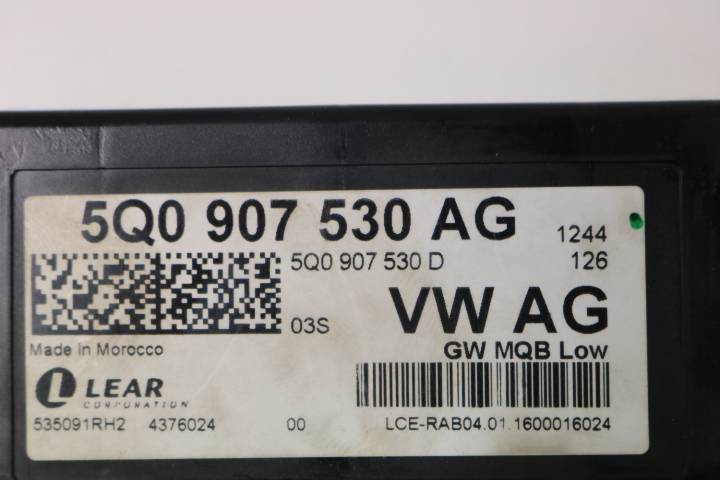 5Q0 907 530 AG 1244
5Q0 907 530 D 126
03S VW AG
Made in Morocco GW MQB Low
LEAR
CORPORATION
535091RH2 4376024 00 LCE-RAB04.01.1600016024